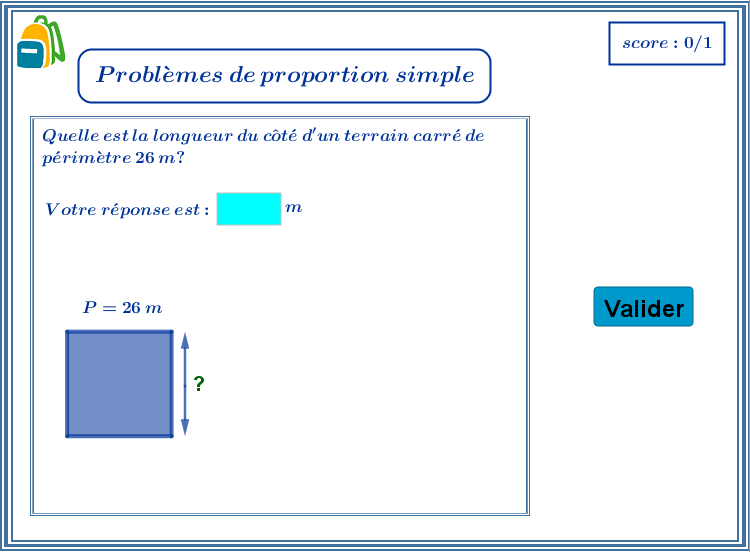 score : 0/1
Problèmes de proportion simple
Quelle est la longueur du côté d'un terrain carré de
périmètre 26 m?
Votre réponse est : m
P = 26 m
Valider
?